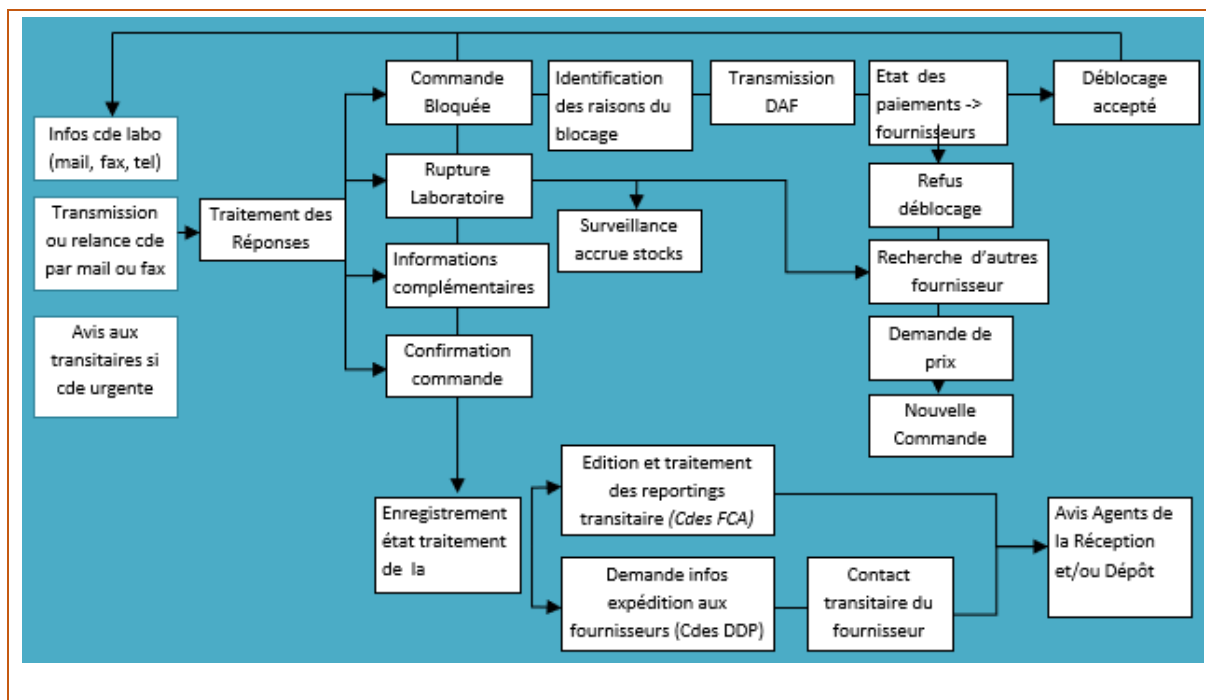 Commande
Bloquée
Identification
des raisons du
blocage
Transmission
DAF
Etat des
paiements ->
fournisseurs
Déblocage
accepté
Infos cde labo
(mail, fax, tel)
Rupture
Laboratoire
Refus
déblocage
Transmission
ou relance cde
par mail ou fax
Traitement des
Réponses
Surveillance
accrue stocks
Informations
complémentaires
Recherche d'autres
fournisseur
Avis aux
transitaires si
cde urgente
Confirmation
commande
Demande de
prix
Nouvelle
Commande
Edition et traitement
des reportings
transitaire (Cdes FCA)
Enregistrement
état traitement
de la
Avis Agents de
la Réception
et/ou Dépôt
Demande infos
expédition aux
fournisseurs (Cdes DDP)
Contact
transitaire du
fournisseur